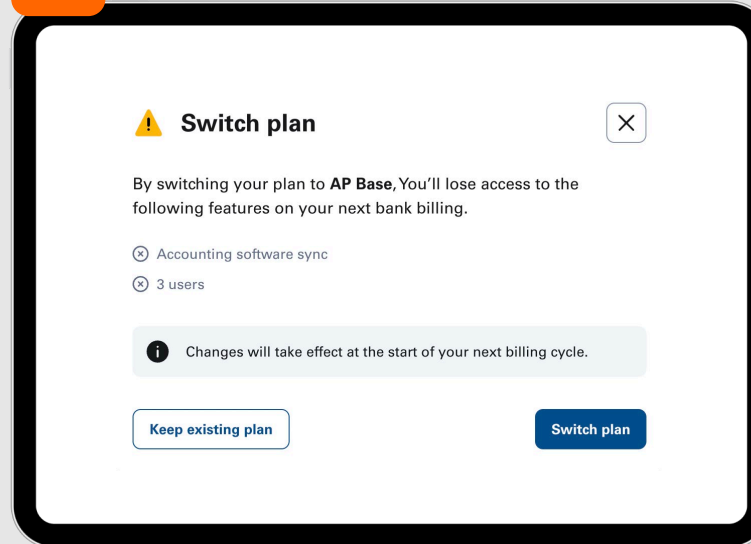 Switch plan
By switching your plan to AP Base, You’ll lose access to the
following features on your next bank billing.
Accounting software sync
3 users
Changes will take effect at the start of your next billing cycle.
Keep existing plan
Switch plan